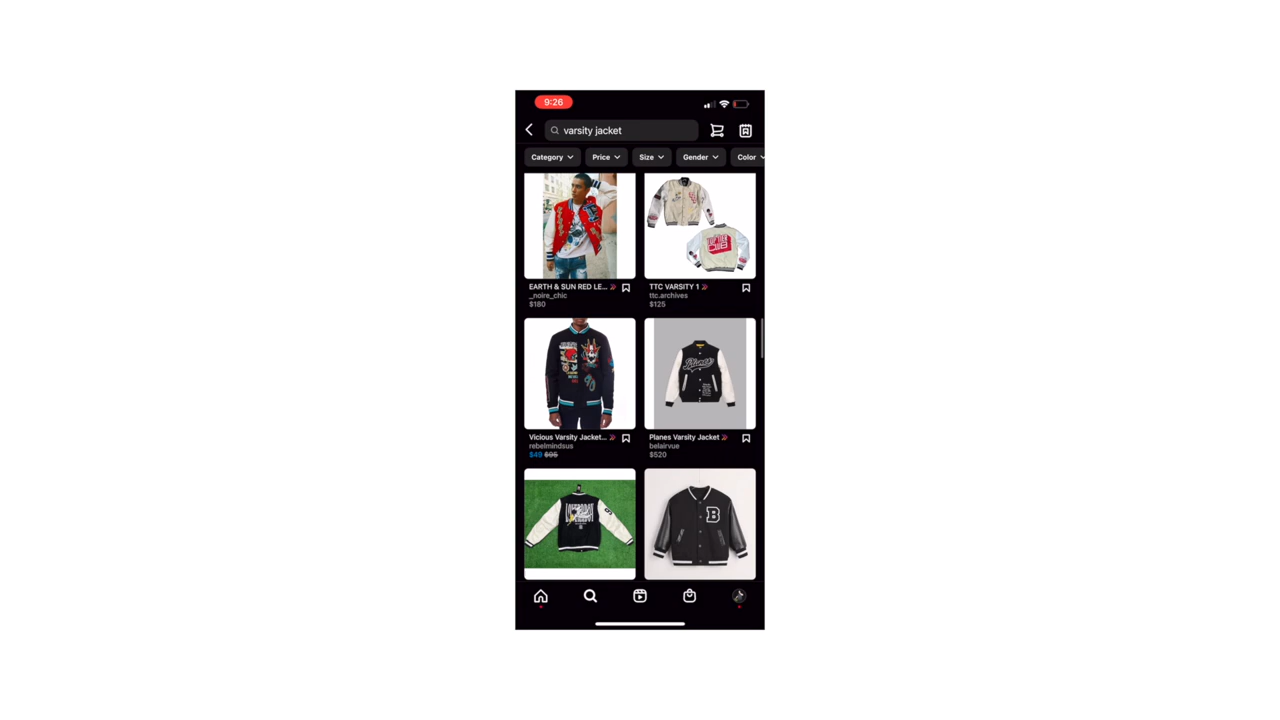 9:26
varsity jacket
Category Price Size Gender Color
EARTH & SUN RED LE...
_noire_chic
$180
TTC VARSITY 1
ttc.archives
$125
Vicious Varsity Jacket...
rebelmindsus
$49
Planes Varsity Jacket
belairvue
$520
B